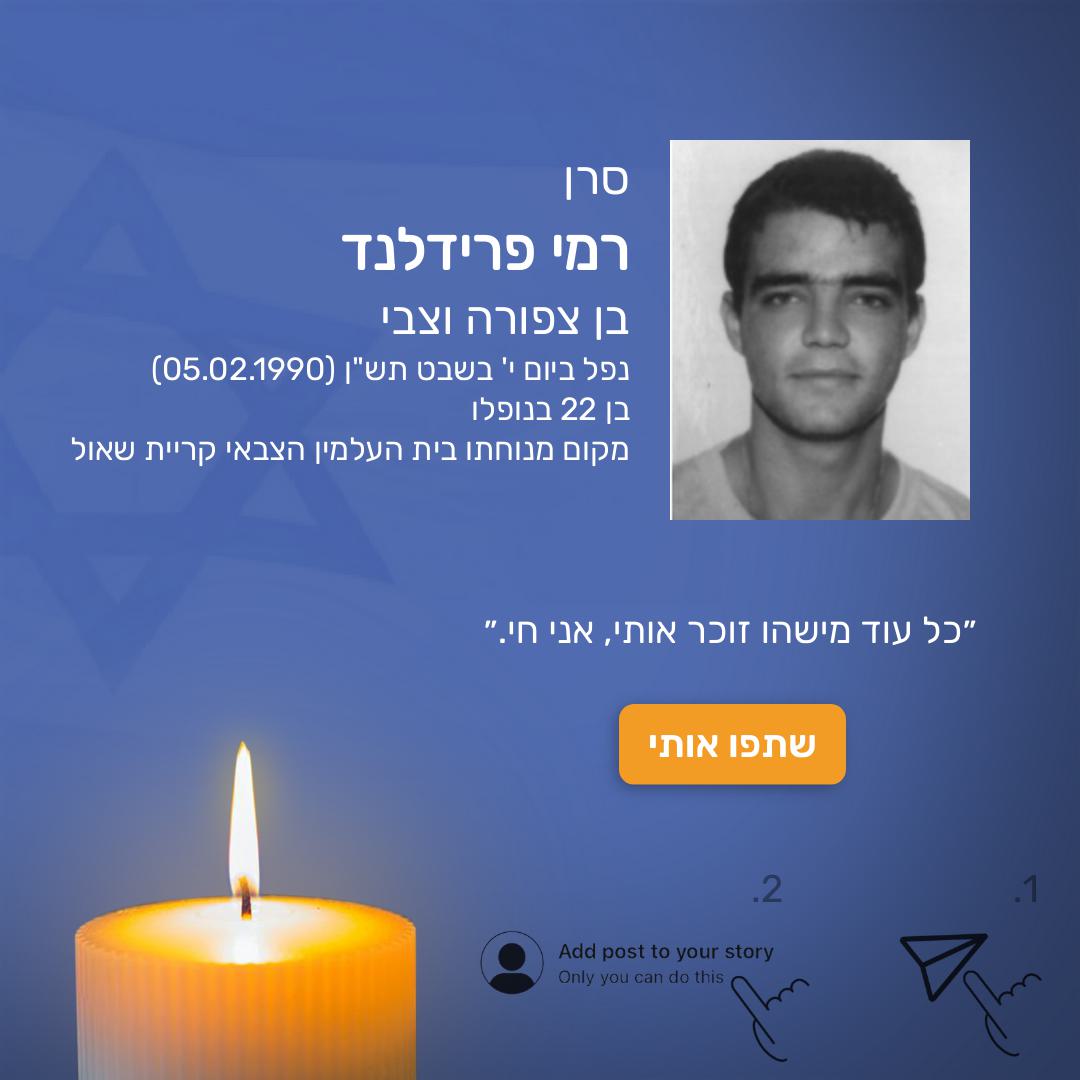 סרן
רמי פרידלנד
בן צפורה וצבי
נפל ביום י' בשבט תש"ן (05.02.1990)
בן 22 בנופלו
מקום מנוחתו בית העלמין הצבאי קריית שאול
״כל עוד מישהו זוכר אותי, אני חי.״
שתפו אותי
1.
2.
Add post to your story
Only you can do this